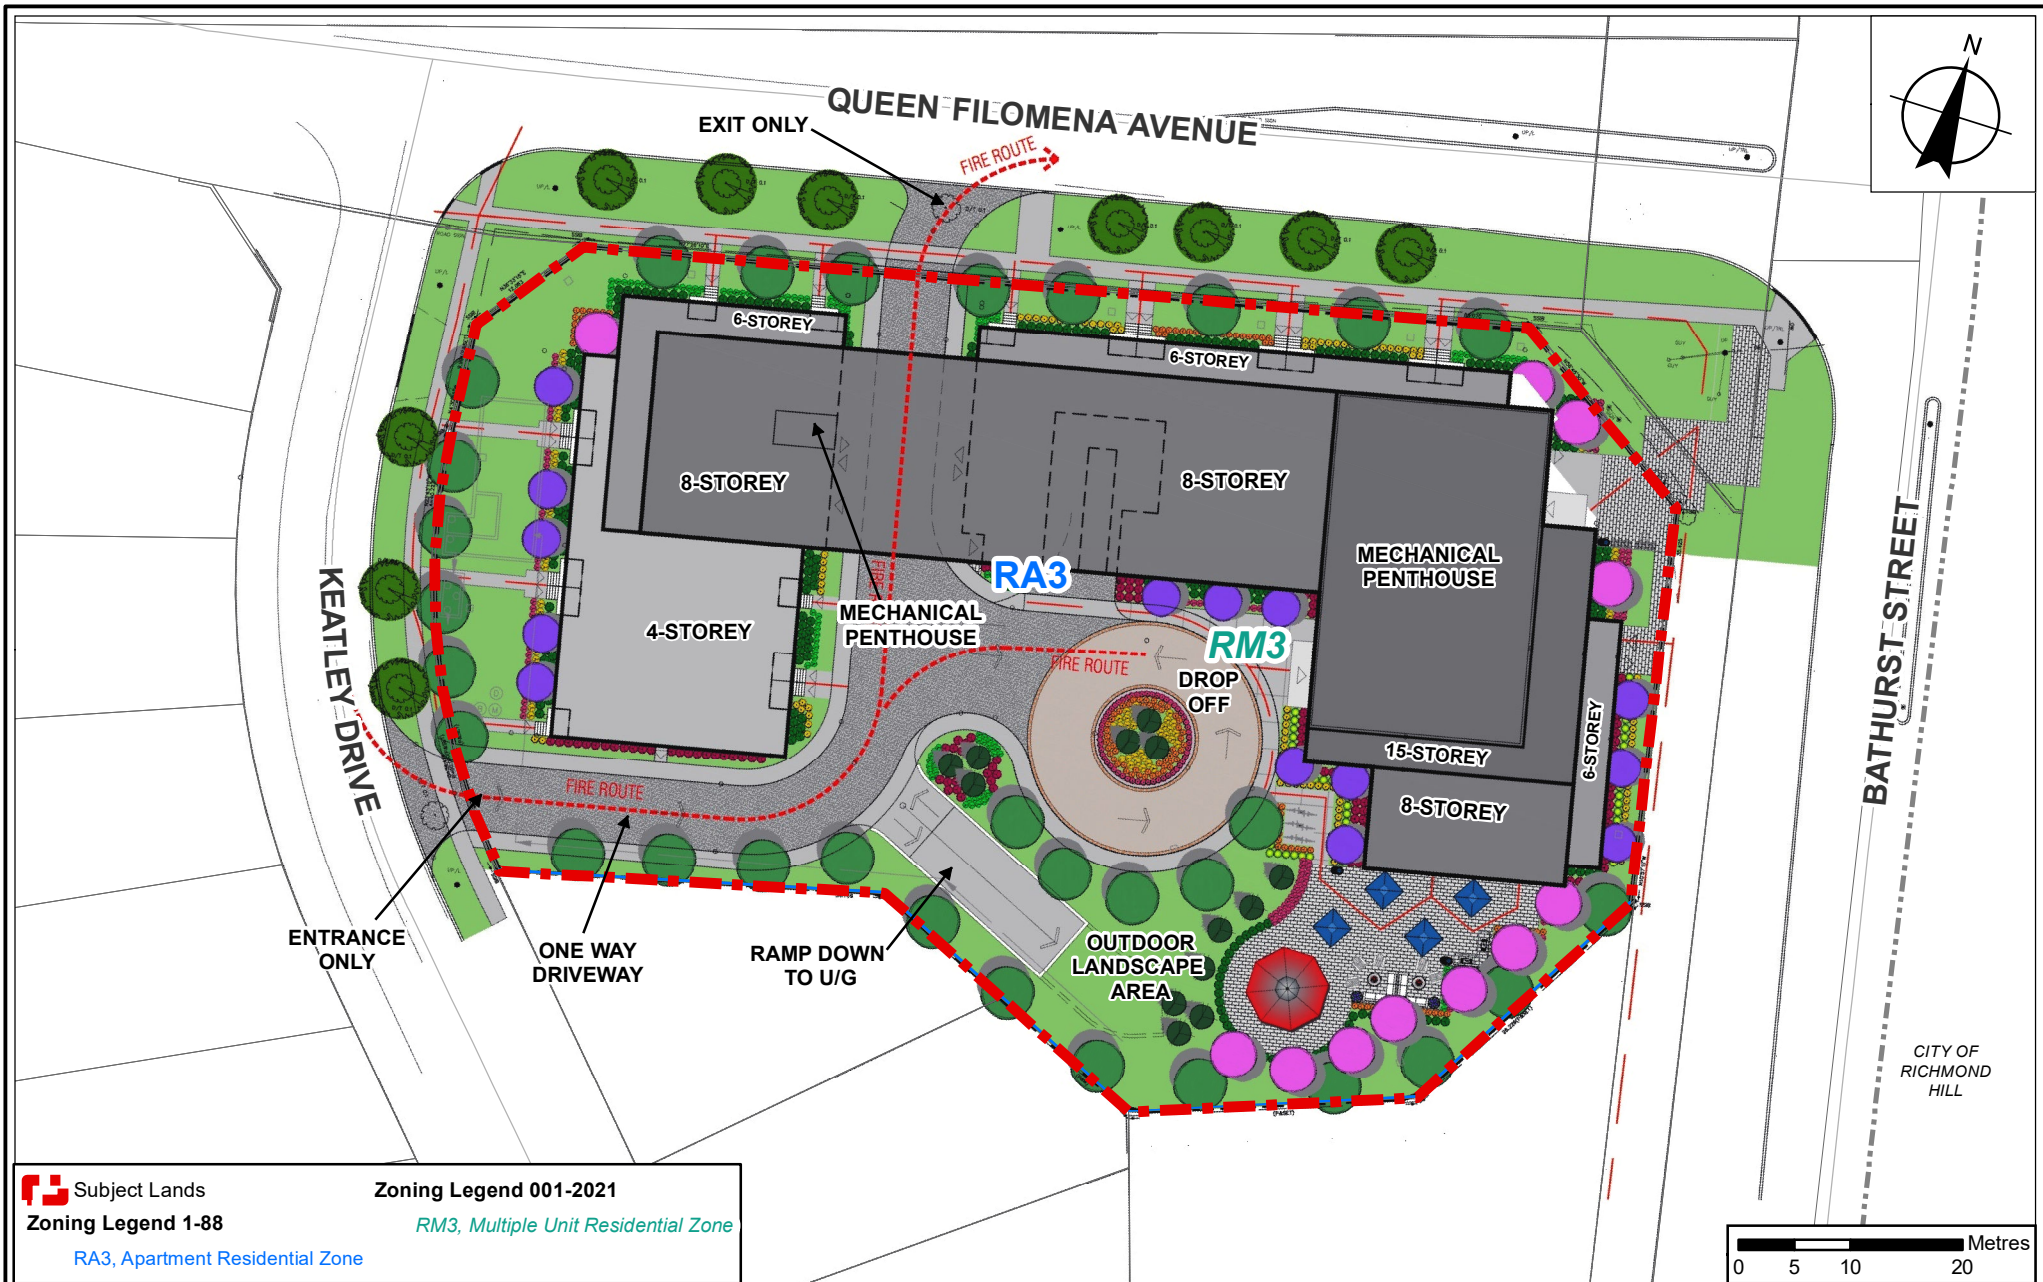 N
QUEEN FILOMENA AVENUE
EXIT ONLY
FIRE ROUTE
6-STOREY
6-STOREY
8-STOREY
8-STOREY
MECHANICAL
PENTHOUSE
RA3
4-STOREY
MECHANICAL
PENTHOUSE
FIRE
RM3
FIRE ROUTE
DROP
OFF
KEATLEY DRIVE
BATHURST STREET
15-STOREY
6-STOREY
8-STOREY
FIRE ROUTE
ENTRANCE
ONLY
ONE WAY
DRIVEWAY
RAMP DOWN
TO U/G
OUTDOOR
LANDSCAPE
AREA
CITY OF
RICHMOND
HILL
Subject Lands
Zoning Legend 1-88
RA3, Apartment Residential Zone
Zoning Legend 001-2021
RM3, Multiple Unit Residential Zone
0 5 10 20 Metres